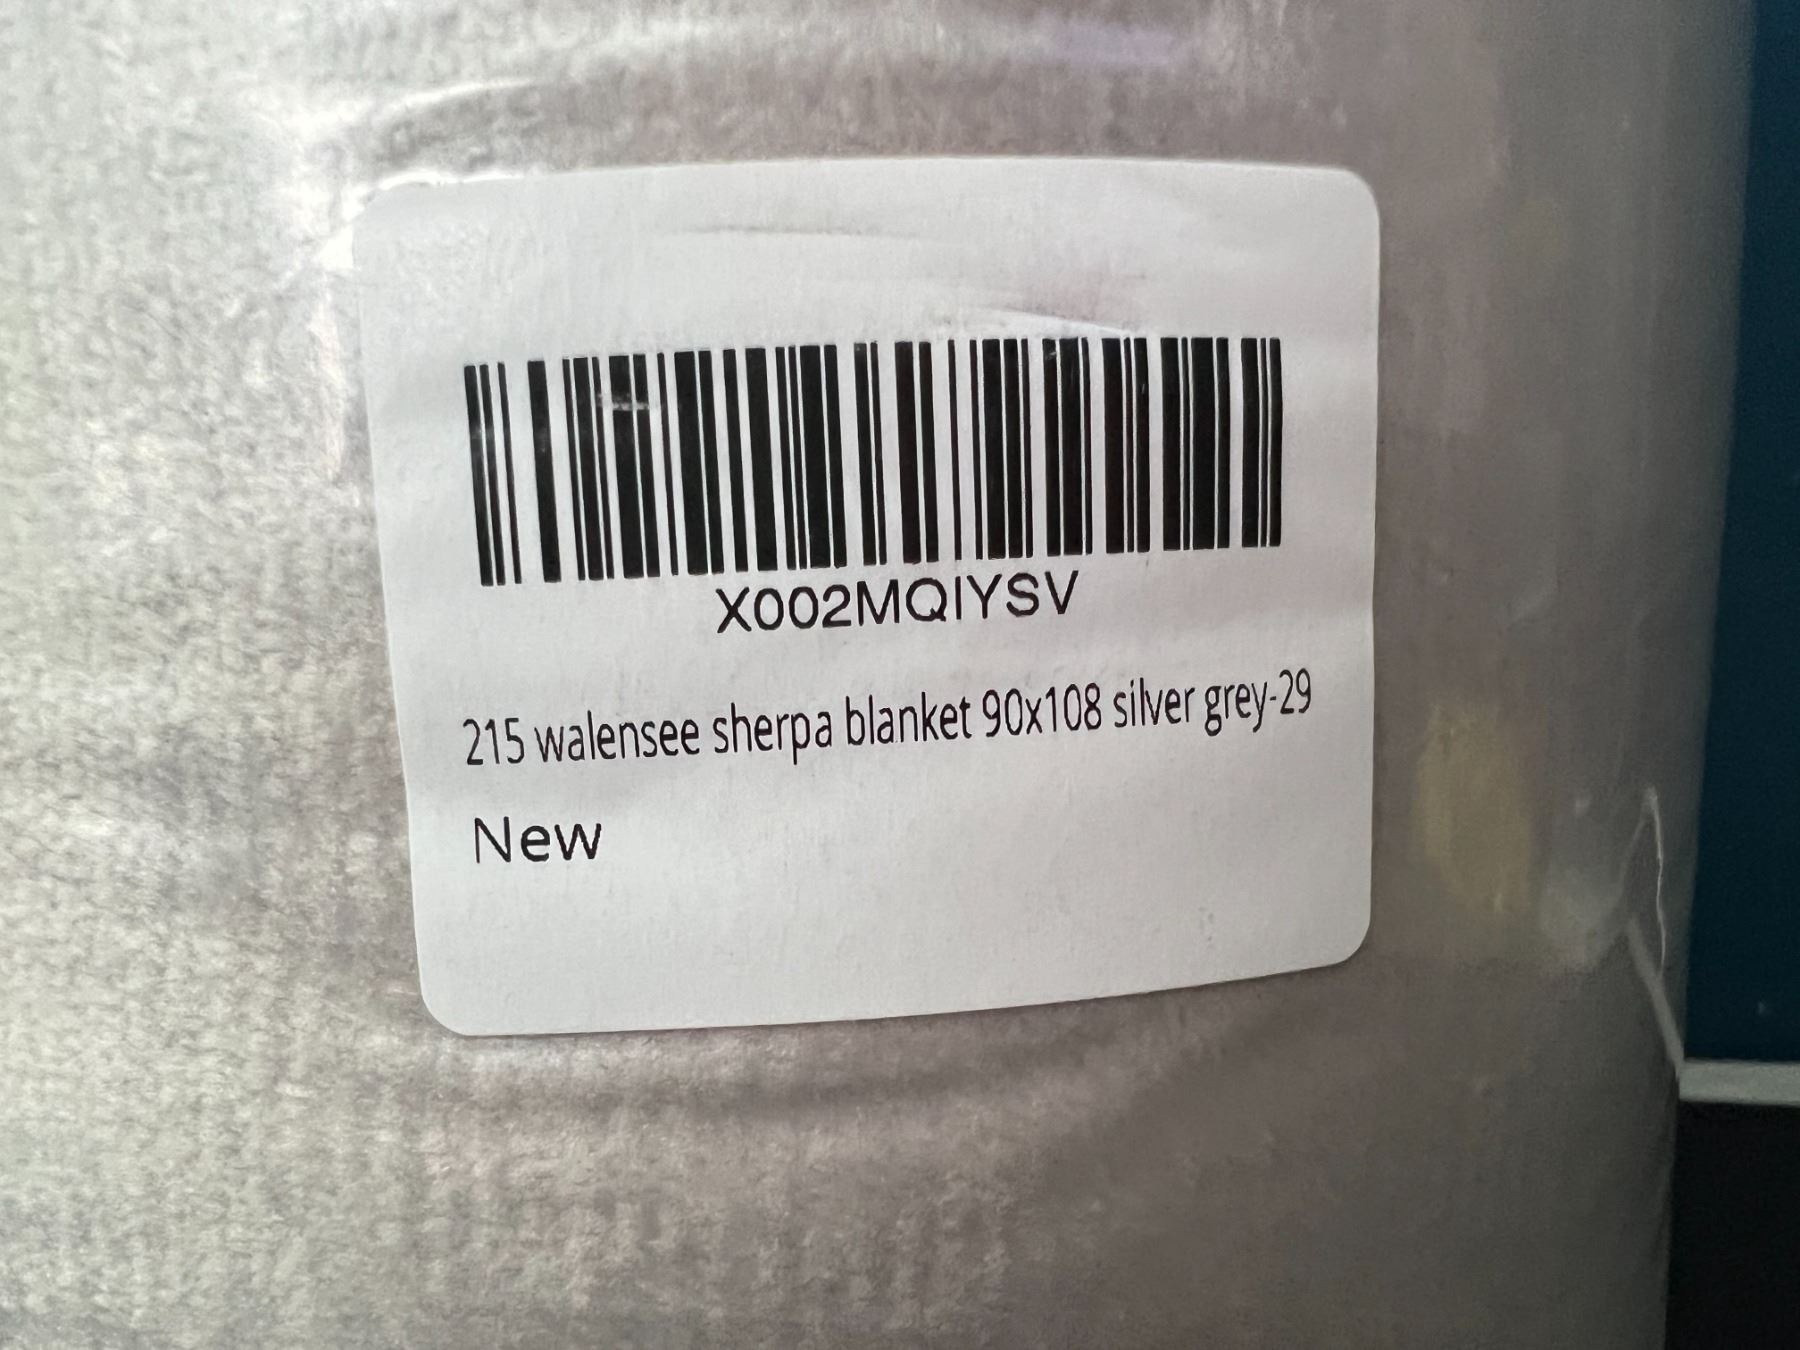 X002MQIYSV
215 walensee sherpa blanket 90x108 silver grey-29
New